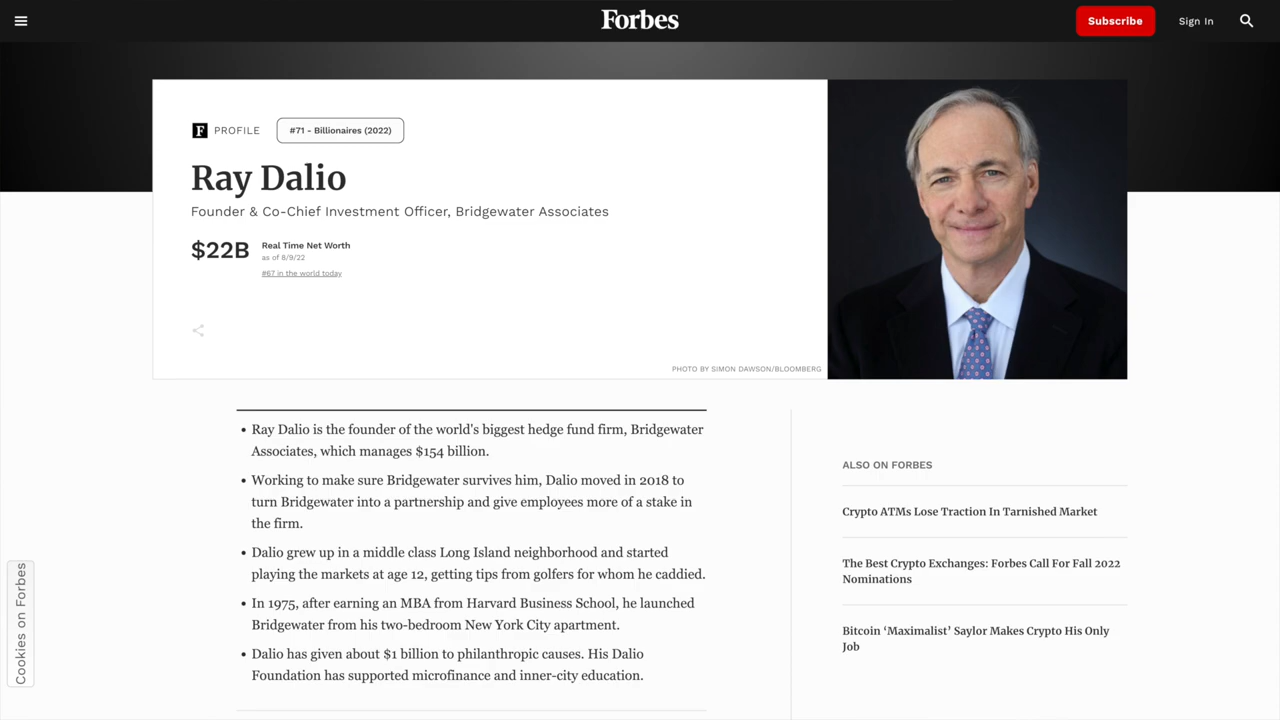 Forbes
Subscribe
Sign In
F PROFILE
#71 - Billionaires (2022)
Ray Dalio
Founder & Co-Chief Investment Officer, Bridgewater Associates
$22B
Real Time Net Worth
as of 8/9/22
#67 in the world today
PHOTO BY SIMON DAWSON/BLOOMBERG
• Ray Dalio is the founder of the world's biggest hedge fund firm, Bridgewater
Associates, which manages $154 billion.
• Working to make sure Bridgewater survives him, Dalio moved in 2018 to
turn Bridgewater into a partnership and give employees more of a stake in
the firm.
• Dalio grew up in a middle class Long Island neighborhood and started
playing the markets at age 12, getting tips from golfers for whom he caddied.
• In 1975, after earning an MBA from Harvard Business School, he launched
Bridgewater from his two-bedroom New York City apartment.
• Dalio has given about $1 billion to philanthropic causes. His Dalio
Foundation has supported microfinance and inner-city education.
ALSO ON FORBES
Crypto ATMs Lose Traction In Tarnished Market
The Best Crypto Exchanges: Forbes Call For Fall 2022
Nominations
Bitcoin ‘Maximalist’ Saylor Makes Crypto His Only
Job
Cookies on Forbes